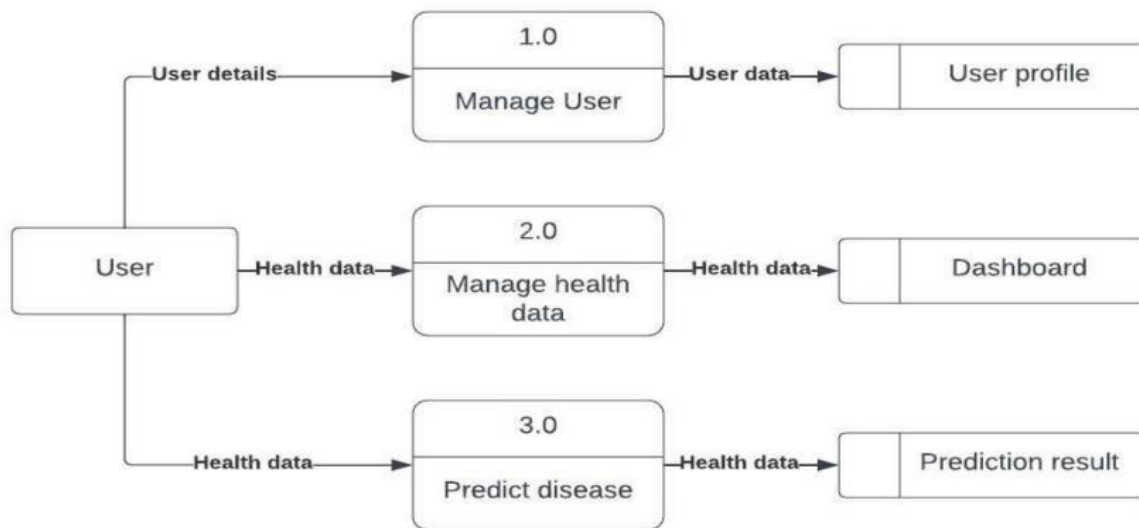 1.0
User details
Manage User
User data
User profile
User
Health data
2.0
Manage health
data
Health data
Dashboard
Health data
3.0
Predict disease
Health data
Prediction result